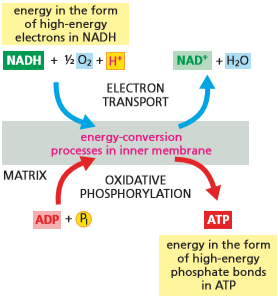 energy in the form
of high-energy
electrons in NADH
NADH + ½ O₂ + H⁺
NAD⁺ + H₂O
ELECTRON
TRANSPORT
energy-conversion
processes in inner membrane
MATRIX
OXIDATIVE
PHOSPHORYLATION
ADP + Pi
ATP
energy in the form
of high-energy
phosphate bonds
in ATP